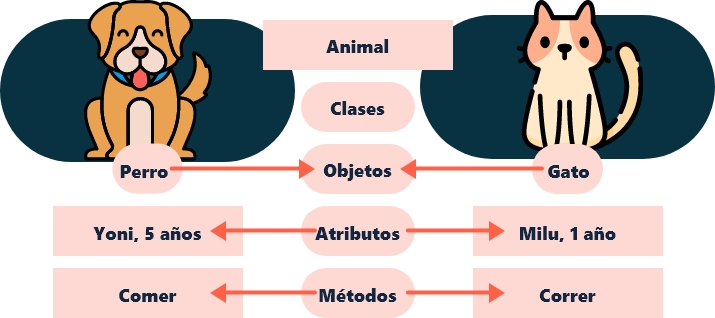 Animal
Clases
Perro
Objetos
Gato
Yoni, 5 años
Atributos
Milu, 1 año
Comer
Métodos
Correr